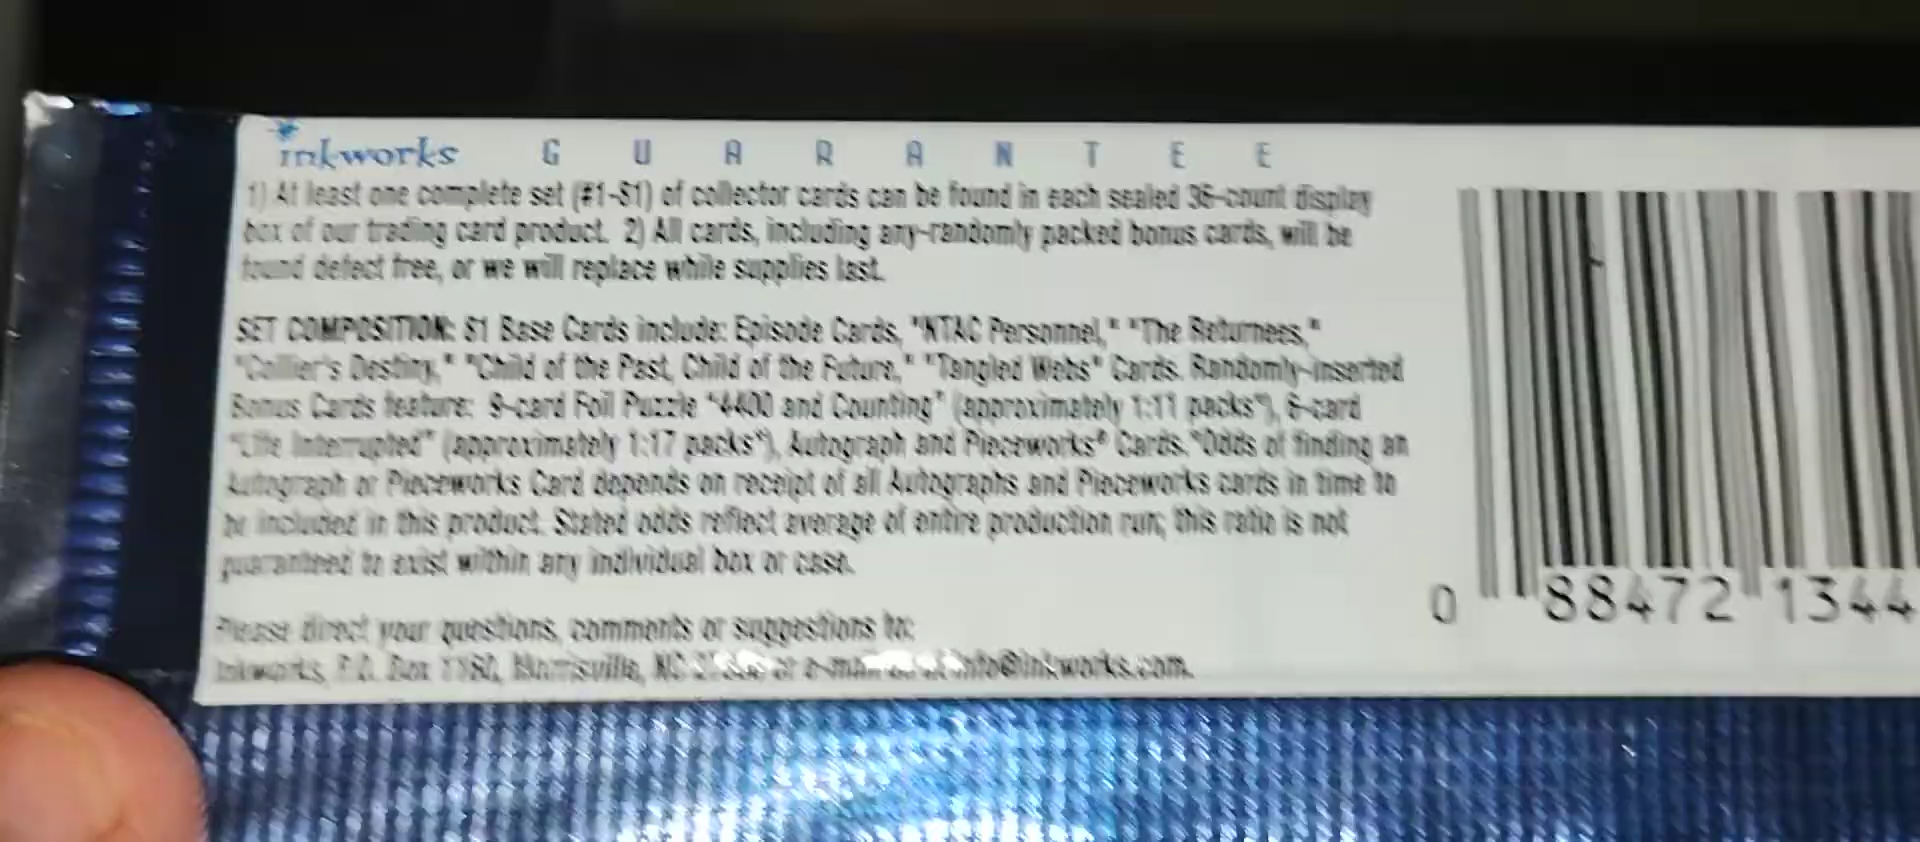 inkworks GUARANTEE
1) At least one complete set (#1-81) of collector cards can be found in each sealed 36-count display
box of our trading card product. 2) All cards, including any-randomly packed bonus cards, will be
found defect free, or we will replace while supplies last.
SET COMPOSITION: 81 Base Cards include: Episode Cards, "NTAC Personnel," "The Returnees,"
"Collier's Destiny," "Child of the Past, Child of the Future," "Tangled Webs" Cards. Randomly-inserted
Bonus Cards feature: 9-card Foil Puzzle "4400 and Counting" (approximately 1:11 packs*), 6-card
"Life Interrupted" (approximately 1:17 packs*), Autograph and Pieceworks® Cards. *Odds of finding an
Autograph or Pieceworks Card depends on receipt of all Autographs and Pieceworks cards in time to
be included in this product. Stated odds reflect average of entire production run; this ratio is not
guaranteed to exist within any individual box or case.
Please direct your questions, comments or suggestions to:
Inkworks, P.O. Box 1160, Morrisville, NC or e-mail info@inkworks.com.
0 88472 1344